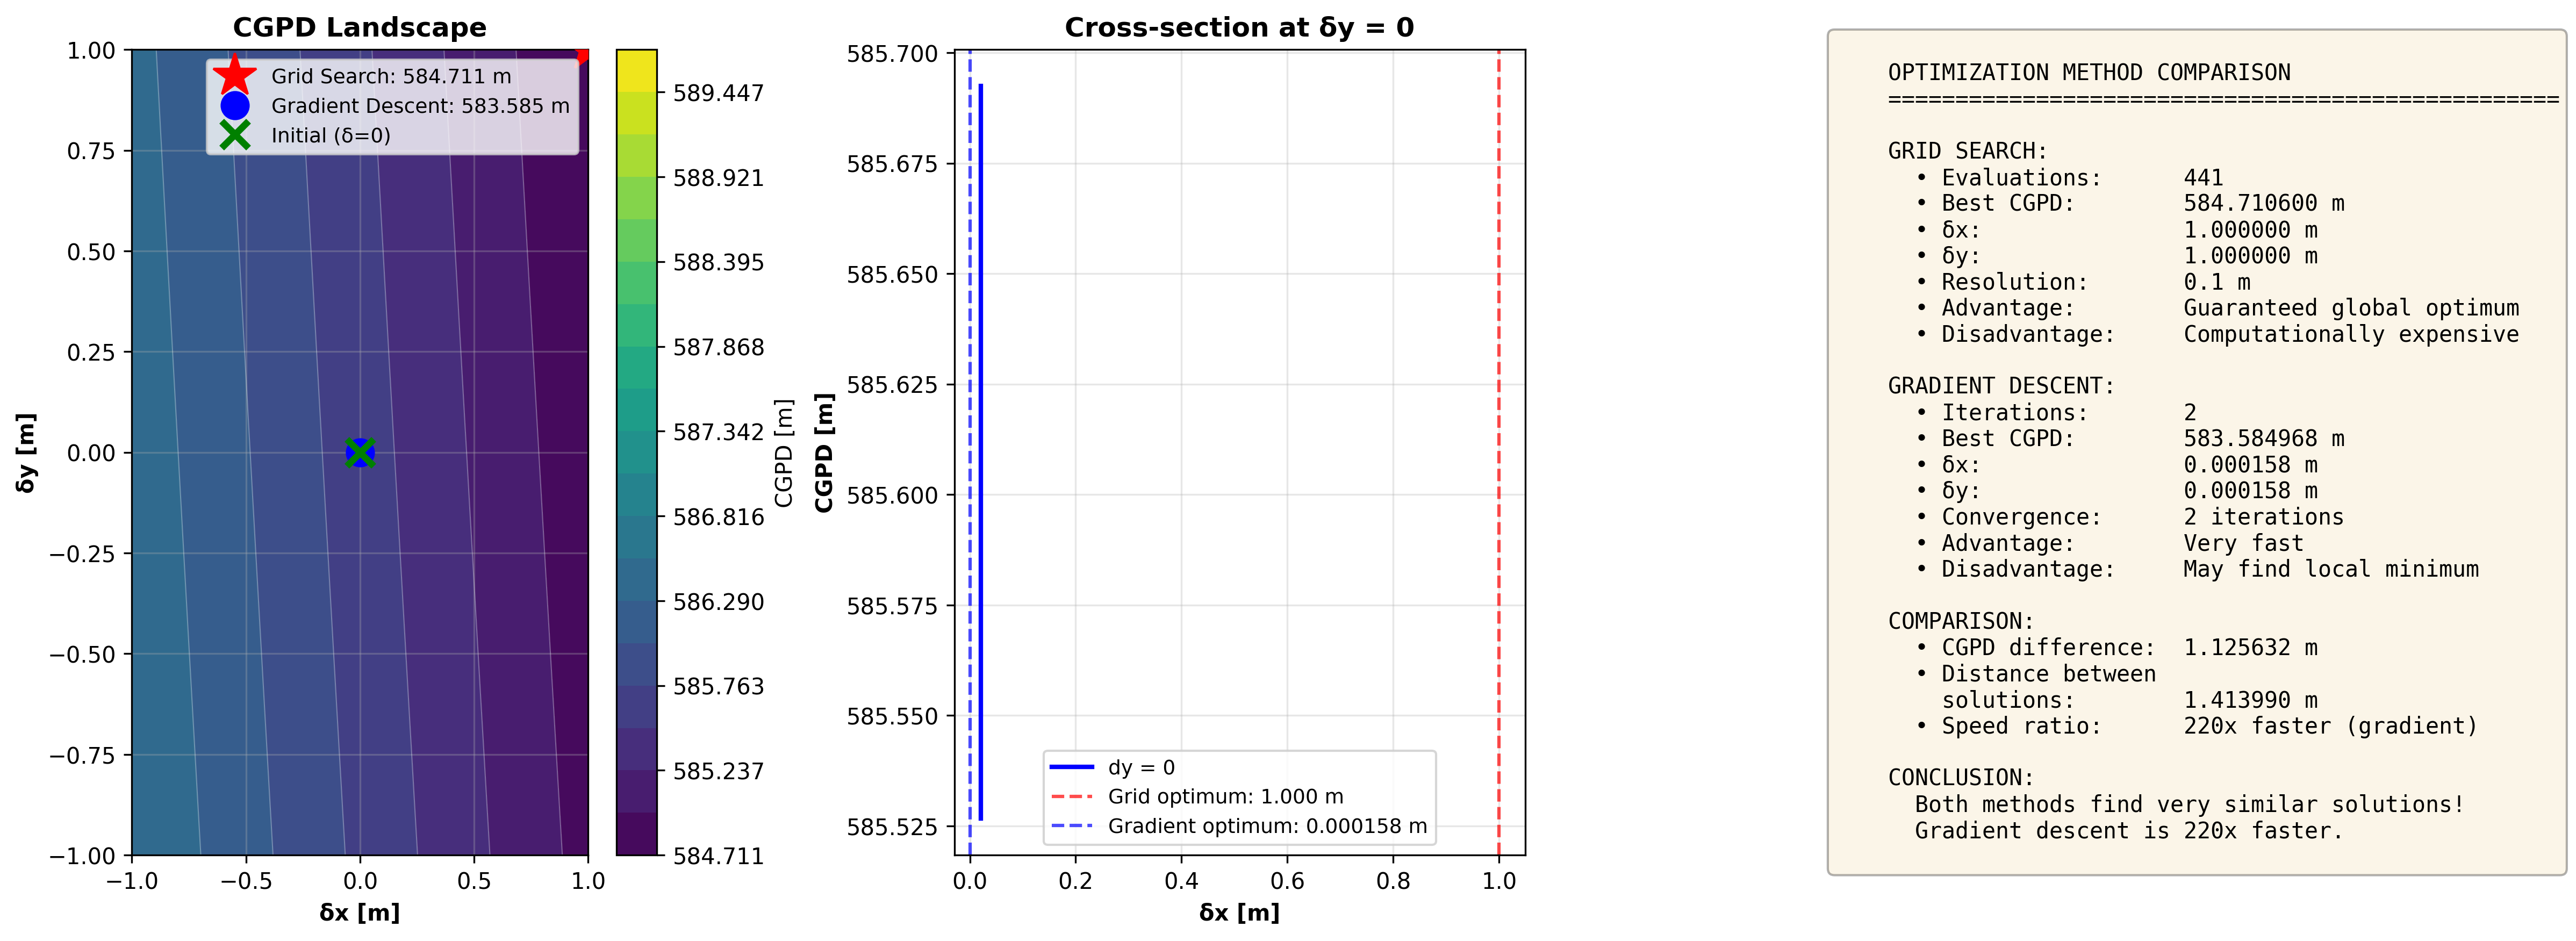 CGPD Landscape
1.00
0.75
0.50
0.25
0.00
−0.25
−0.50
−0.75
−1.00
δy [m]
−1.0 −0.5 0.0 0.5 1.0
δx [m]
Grid Search: 584.711 m
Gradient Descent: 583.585 m
Initial (δ=0)
589.447
588.921
588.395
587.868
587.342
586.816
586.290
585.763
585.237
584.711
CGPD [m]
Cross-section at δy = 0
585.700
585.675
585.650
585.625
585.600
585.575
585.550
585.525
CGPD [m]
0.0 0.2 0.4 0.6 0.8 1.0
δx [m]
dy = 0
Grid optimum: 1.000 m
Gradient optimum: 0.000158 m
OPTIMIZATION METHOD COMPARISON
==================================================
GRID SEARCH:
• Evaluations: 441
• Best CGPD: 584.710600 m
• δx: 1.000000 m
• δy: 1.000000 m
• Resolution: 0.1 m
• Advantage: Guaranteed global optimum
• Disadvantage: Computationally expensive
GRADIENT DESCENT:
• Iterations: 2
• Best CGPD: 583.584968 m
• δx: 0.000158 m
• δy: 0.000158 m
• Convergence: 2 iterations
• Advantage: Very fast
• Disadvantage: May find local minimum
COMPARISON:
• CGPD difference: 1.125632 m
• Distance between
solutions: 1.413990 m
• Speed ratio: 220x faster (gradient)
CONCLUSION:
Both methods find very similar solutions!
Gradient descent is 220x faster.